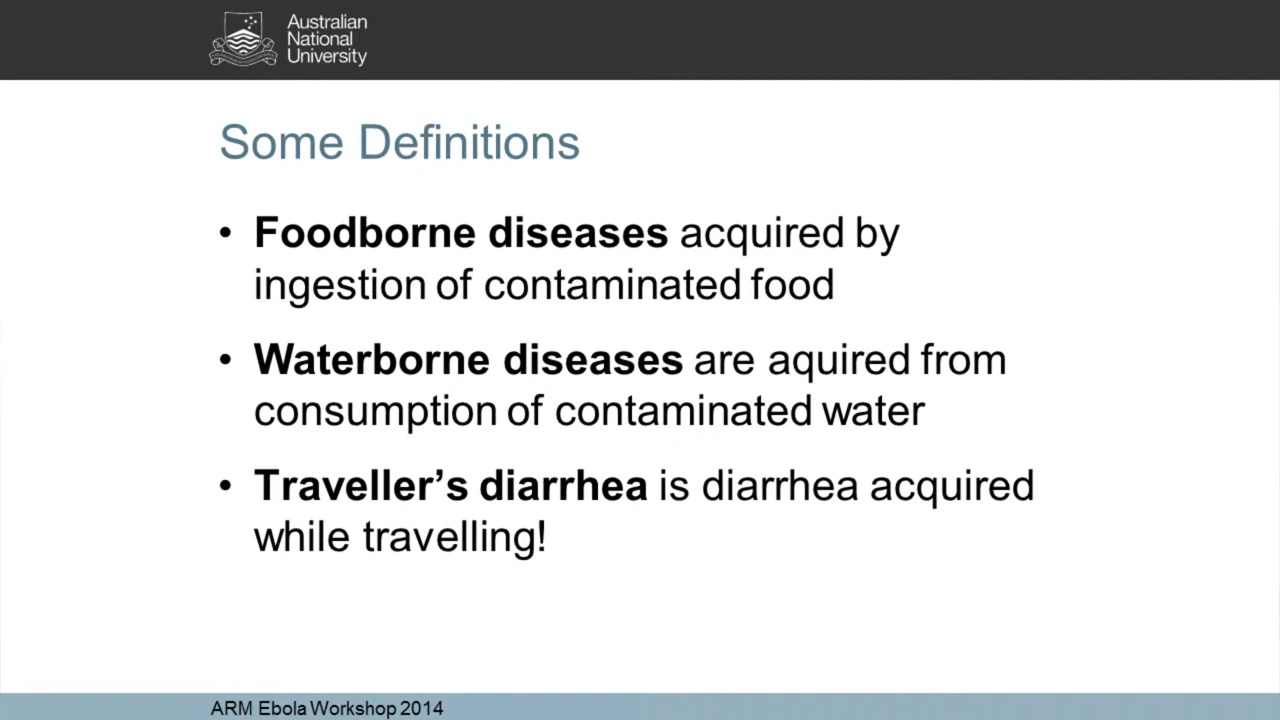 Australian
National
University
Some Definitions
• Foodborne diseases acquired by
ingestion of contaminated food
• Waterborne diseases are aquired from
consumption of contaminated water
• Traveller’s diarrhea is diarrhea acquired
while travelling!
ARM Ebola Workshop 2014